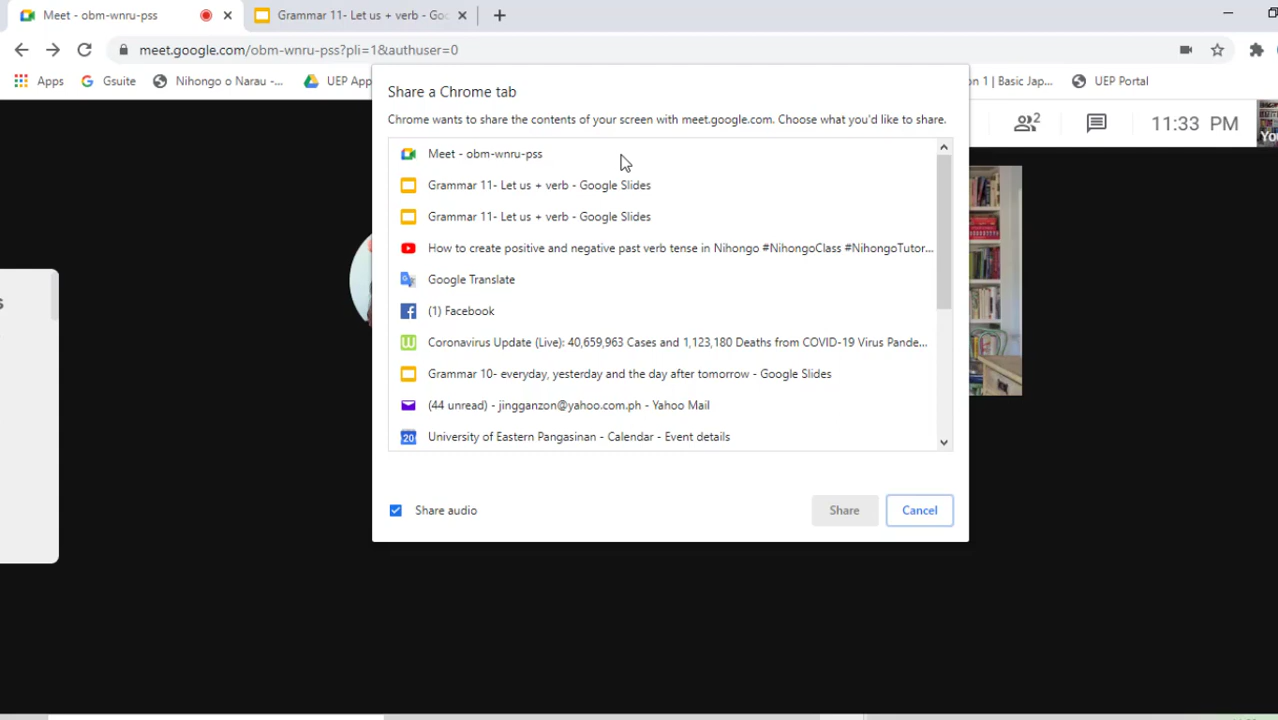 Meet - obm-wnru-pss
Grammar 11- Let us + verb - Goo
meet.google.com/obm-wnru-pss?pli=1&authuser=0
Apps
Gsuite
Nihongo o Narau -...
UEP App
on 1 | Basic Jap...
UEP Portal
Share a Chrome tab
Chrome wants to share the contents of your screen with meet.google.com. Choose what you'd like to share.
2
11:33 PM
You
Meet - obm-wnru-pss
Grammar 11- Let us + verb - Google Slides
Grammar 11- Let us + verb - Google Slides
How to create positive and negative past verb tense in Nihongo #NihongoClass #NihongoTutor...
Google Translate
(1) Facebook
Coronavirus Update (Live): 40,659,963 Cases and 1,123,180 Deaths from COVID-19 Virus Pande...
Grammar 10- everyday, yesterday and the day after tomorrow - Google Slides
(44 unread) - jingganzon@yahoo.com.ph - Yahoo Mail
20
University of Eastern Pangasinan - Calendar - Event details
s
Share audio
Share
Cancel